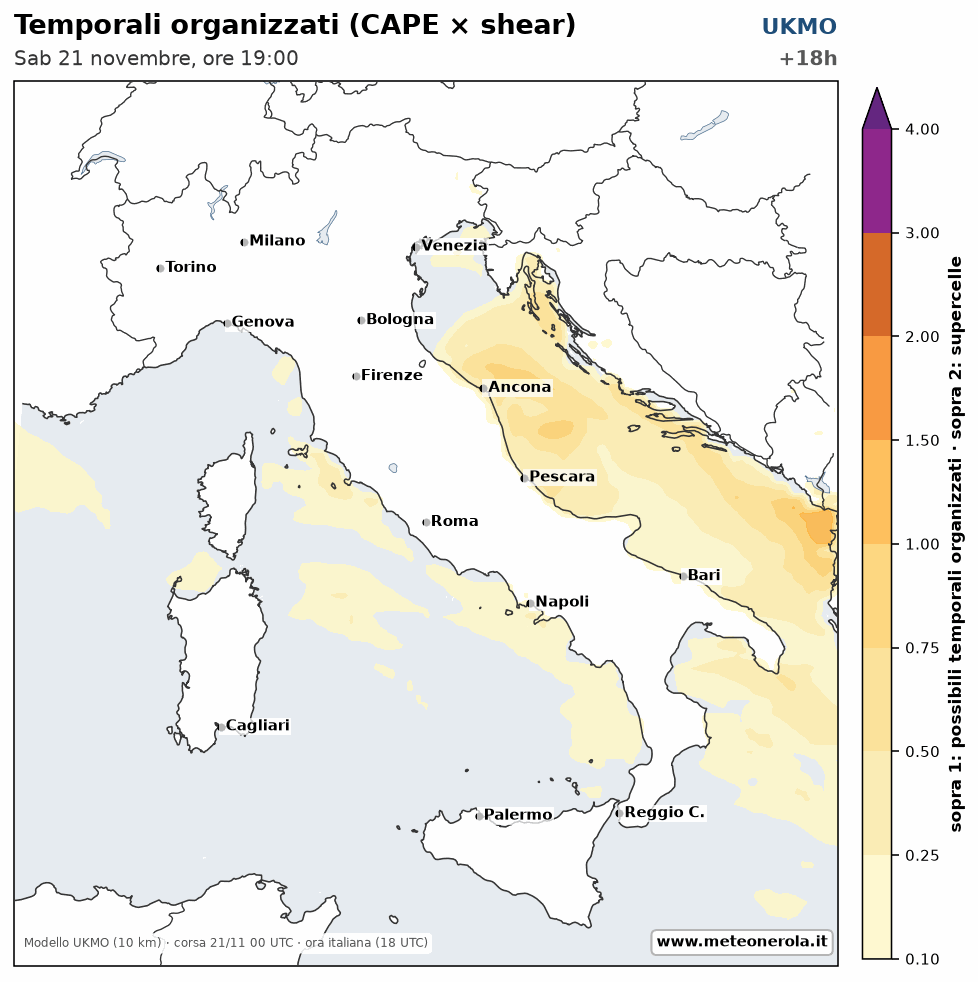 Temporali organizzati (CAPE × shear)
UKMO
Sab 21 novembre, ore 19:00
+18h
Milano
Venezia
Torino
Genova
Bologna
Firenze
Ancona
Pescara
Roma
Bari
Napoli
Cagliari
Palermo
Reggio C.
Modello UKMO (10 km) · corsa 21/11 00 UTC · ora italiana (18 UTC)
www.meteonerola.it
4.00
3.00
2.00
1.50
1.00
0.75
0.50
0.25
0.10
sopra 1: possibili temporali organizzati · sopra 2: supercelle